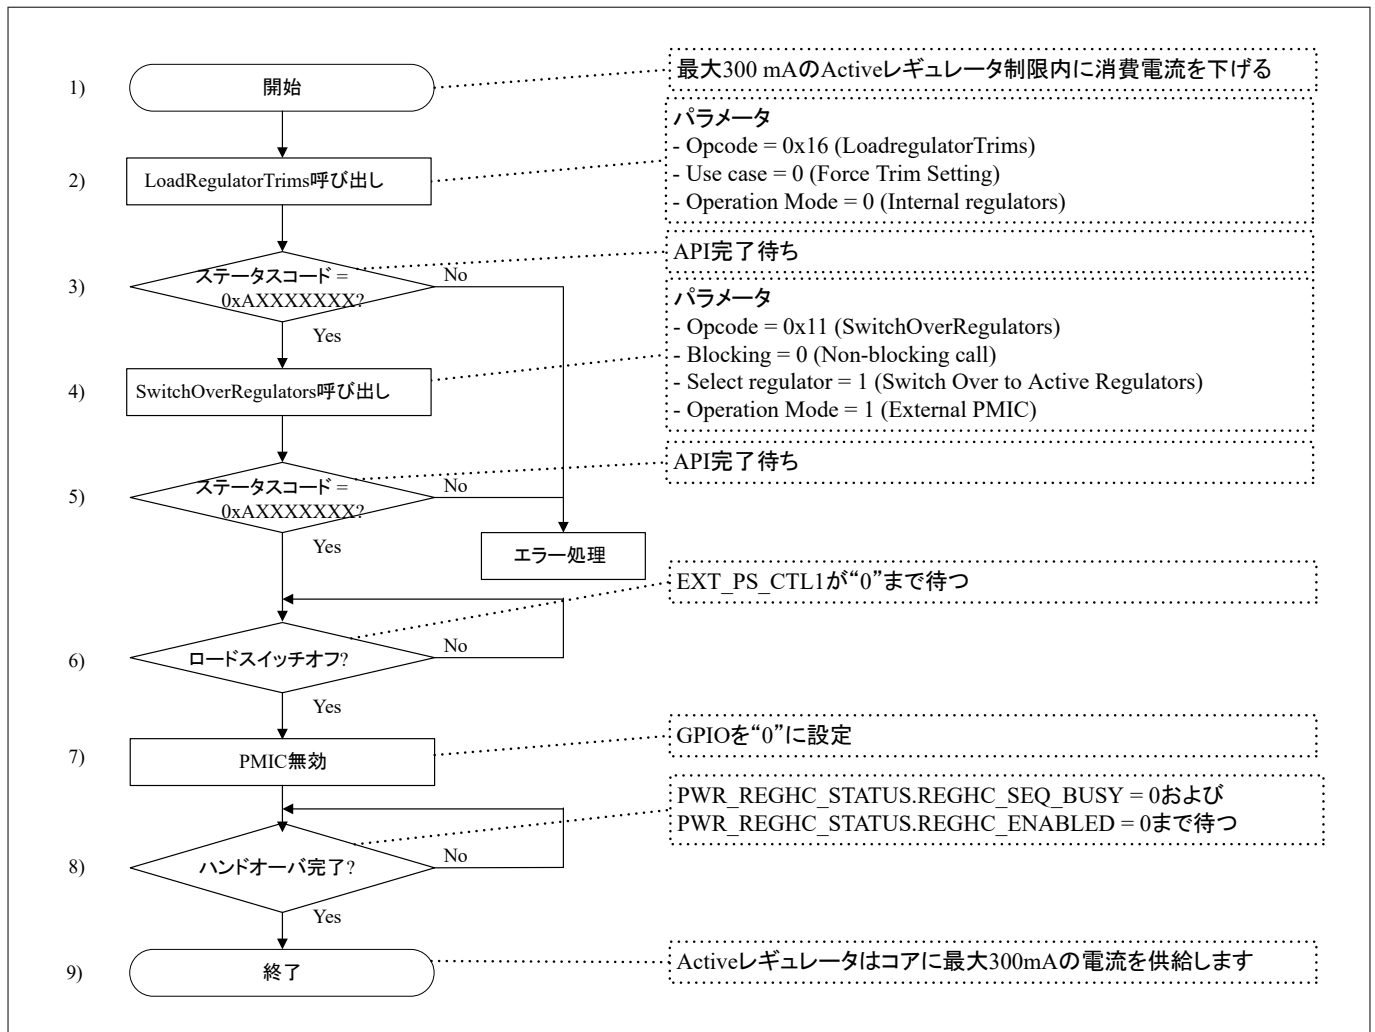 1)
開始
最大300 mAのActiveレギュレータ制限内に消費電流を下げる
2)
LoadRegulatorTrims呼び出し
パラメータ
- Opcode = 0x16 (LoadregulatorTrims)
- Use case = 0 (Force Trim Setting)
- Operation Mode = 0 (Internal regulators)
3)
ステータスコード =
0xAXXXXXXX?
No
Yes
API完了待ち
4)
SwitchOverRegulators呼び出し
パラメータ
- Opcode = 0x11 (SwitchOverRegulators)
- Blocking = 0 (Non-blocking call)
- Select regulator = 1 (Switch Over to Active Regulators)
- Operation Mode = 1 (External PMIC)
5)
ステータスコード =
0xAXXXXXXX?
No
Yes
API完了待ち
エラー処理
6)
ロードスイッチオフ?
No
Yes
EXT_PS_CTL1が“0”まで待つ
7)
PMIC無効
GPIOを“0”に設定
8)
ハンドオーバ完了?
No
Yes
PWR_REGHC_STATUS.REGHC_SEQ_BUSY = 0および
PWR_REGHC_STATUS.REGHC_ENABLED = 0まで待つ
9)
終了
Activeレギュレータはコアに最大300mAの電流を供給します